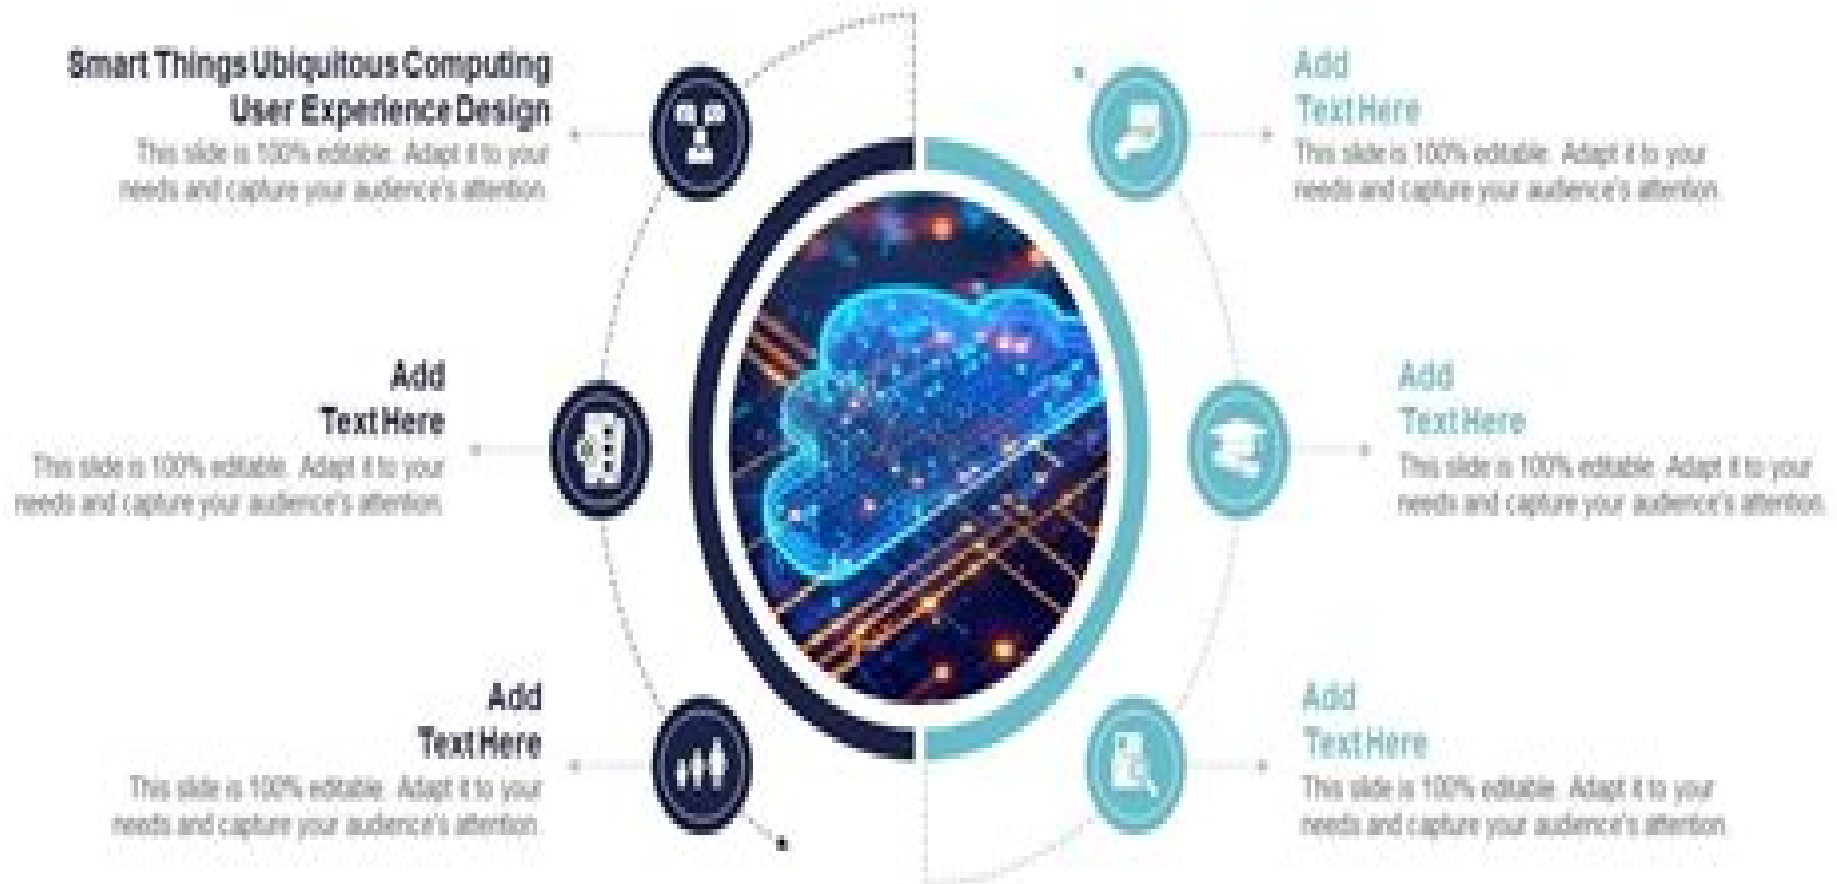 Smart Things Ubiquitous Computing
User Experience Design
This slide is 100% editable. Adapt it to your
needs and capture your audience's attention.
Add
Text Here
This slide is 100% editable. Adapt it to your
needs and capture your audience's attention.
Add
Text Here
This slide is 100% editable. Adapt it to your
needs and capture your audience's attention.
Add
Text Here
This slide is 100% editable. Adapt it to your
needs and capture your audience's attention.
Add
Text Here
This slide is 100% editable. Adapt it to your
needs and capture your audience's attention.
Add
Text Here
This slide is 100% editable. Adapt it to your
needs and capture your audience's attention.